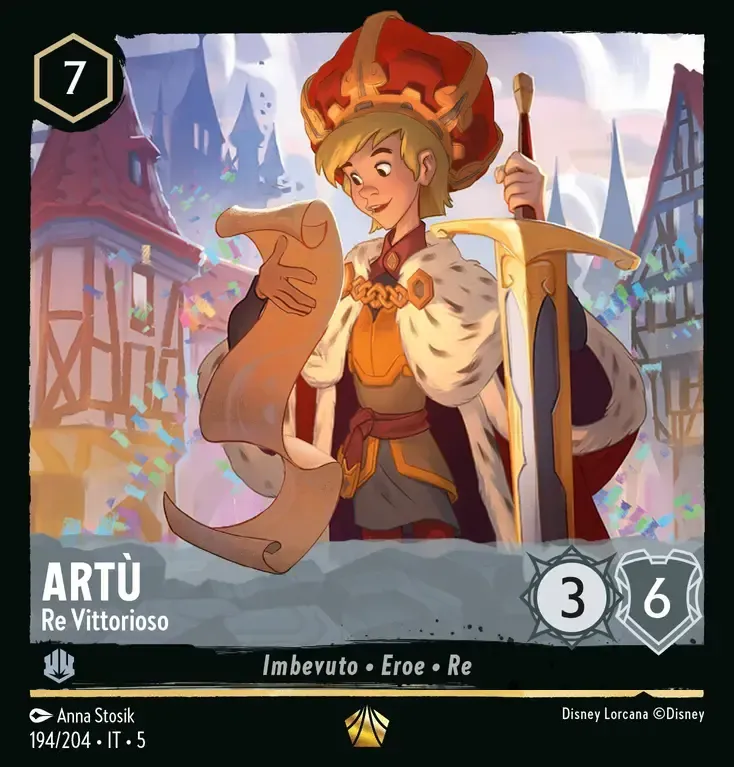 7
ARTÙ
Re Vittorioso
3
6
Imbevuto • Eroe • Re
Anna Stosik
Disney Lorcana ©Disney
194/204 • IT • 5